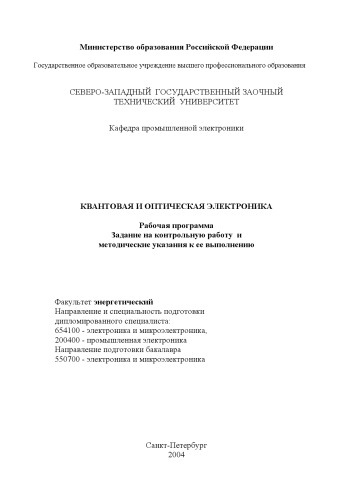 Министерство образования Российской Федерации
Государственное образовательное учреждение высшего профессионального образования
СЕВЕРО-ЗАПАДНЫЙ ГОСУДАРСТВЕННЫЙ ЗАОЧНЫЙ
ТЕХНИЧЕСКИЙ УНИВЕРСИТЕТ
Кафедра промышленной электроники
КВАНТОВАЯ И ОПТИЧЕСКАЯ ЭЛЕКТРОНИКА
Рабочая программа
Задание на контрольную работу и
методические указания к ее выполнению
Факультет энергетический
Направление и специальность подготовки
дипломированного специалиста:
654100 - электроника и микроэлектроника,
200400 - промышленная электроника
Направление подготовки бакалавра
550700 - электроника и микроэлектроника
Санкт-Петербург
2004